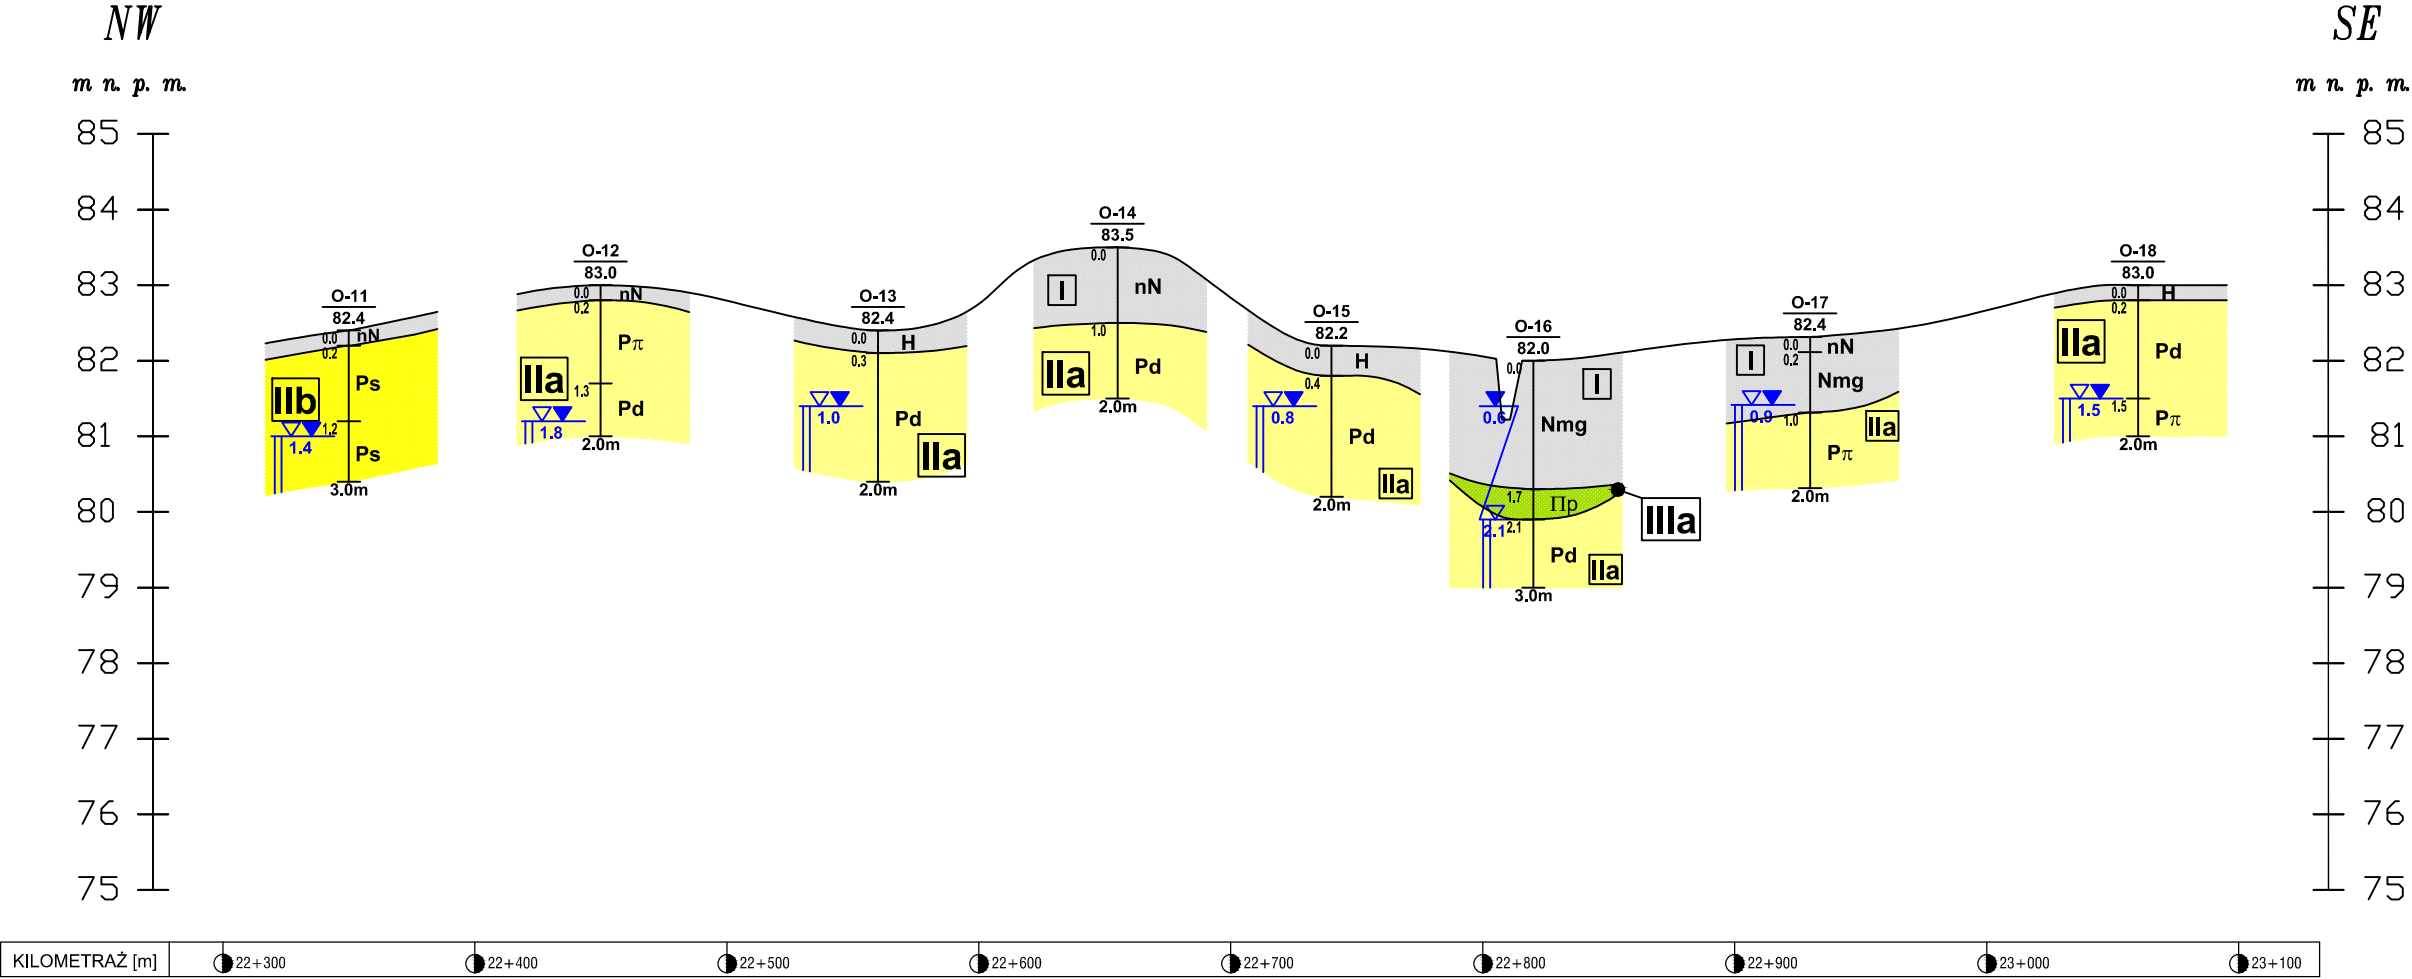 NW
SE
m n. p. m.
m n. p. m.
85
85
84
84
83
83
82
82
81
81
80
80
79
79
78
78
77
77
76
76
75
75
O-11
82.4
0.0
nN
0.2
Ps
IIb
1.2
1.4
Ps
3.0m
O-12
83.0
0.0
nN
0.2
Pπ
IIa
1.3
Pd
1.8
2.0m
O-13
82.4
0.0
H
0.3
1.0
Pd
IIa
2.0m
O-14
83.5
0.0
I
nN
1.0
IIa
Pd
2.0m
O-15
82.2
0.0
H
0.4
0.8
Pd
IIa
2.0m
O-16
82.0
0.0
I
0.6
Nmg
1.7
Πp
IIIa
2.1
2.1
Pd
IIa
3.0m
O-17
82.4
0.0
nN
I
0.2
Nmg
0.9
1.0
IIa
Pπ
2.0m
O-18
83.0
0.0
H
0.2
IIa
Pd
1.5
1.5
Pπ
2.0m
KILOMETRAŻ [m]
22+300
22+400
22+500
22+600
22+700
22+800
22+900
23+000
23+100